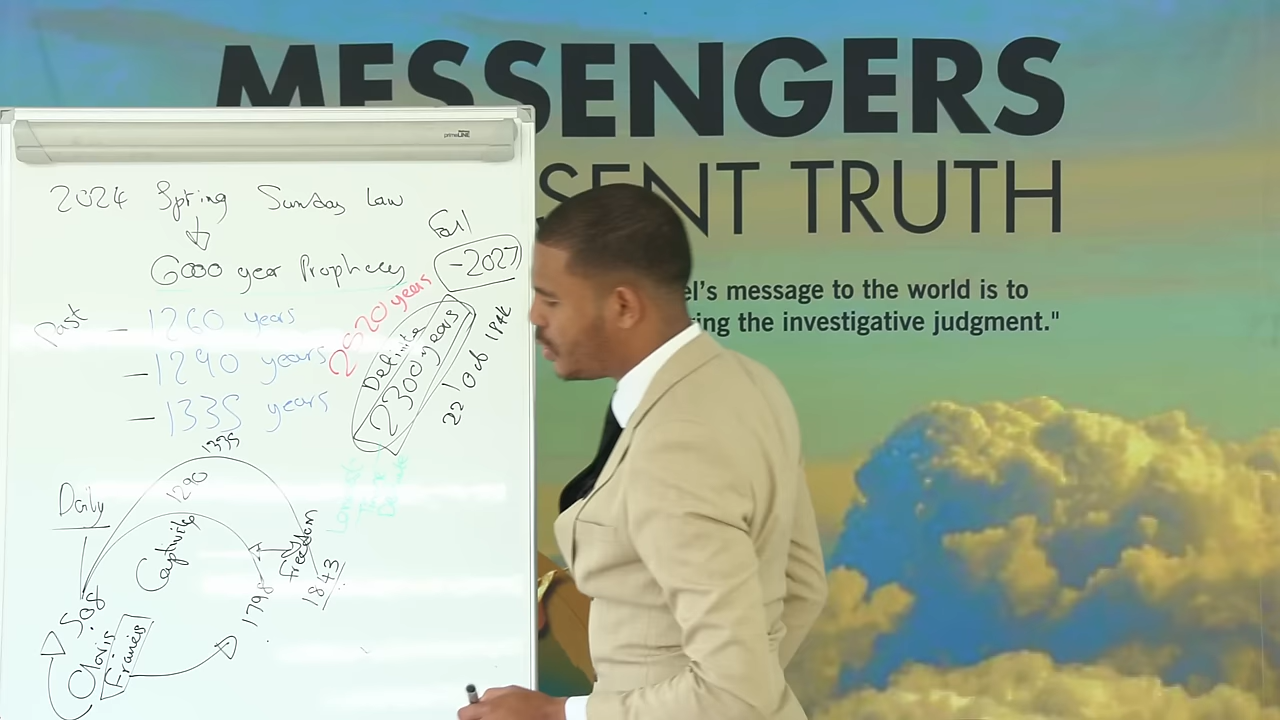 MESSENGERS
SENT TRUTH
el's message to the world is to
ing the investigative judgment."
primeLINE
2024 Spring Sunday Law
6000 year Prophecy
Fall
-2027
Past
- 1260 years
- 1290 years
- 1335 years
2520 years
Definite
2300 years
22 Oct 1844
1335
1290
Daily
Captivity
Freedom
1843
1798
508
Clovis